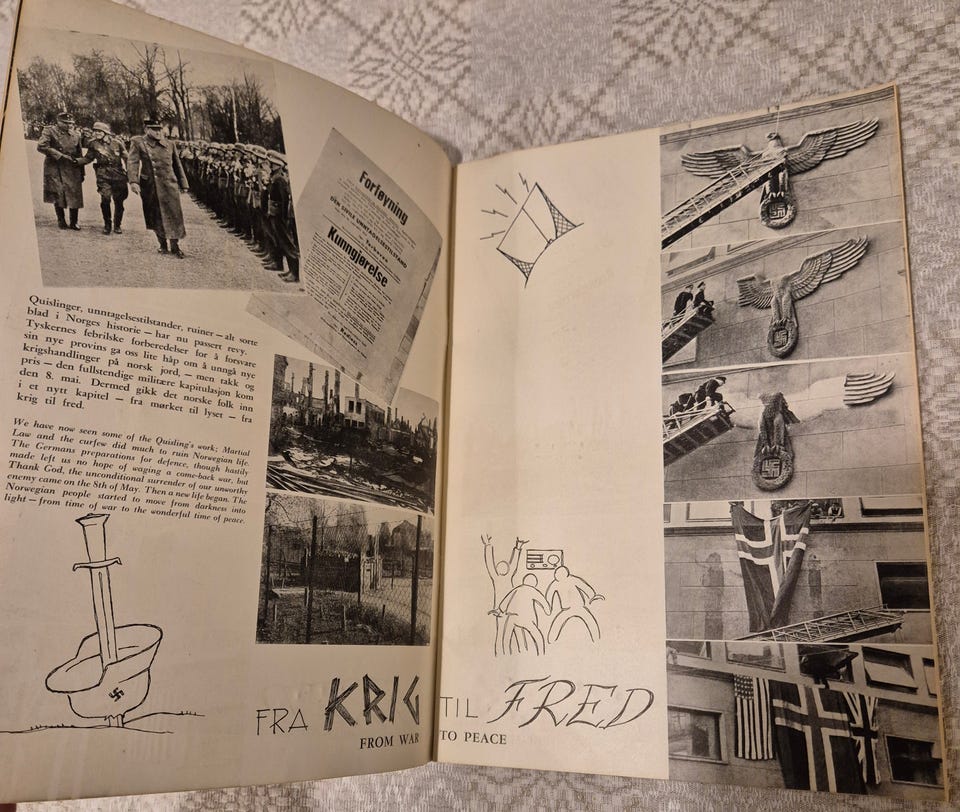 Forføyning
DEN CIVILE UNNTAGELSESTILSTAND
Kunngjørelse
Quislinger, unntagelsestilstander, ruiner — alt sorte
blad i Norges historie — har nu passert revy.
Tyskernes febrilske forberedelser for å forsvare
sin nye provins ga oss lite håp om å unngå nye
krigshandlinger på norsk jord, — men takk og
pris — den fullstendige militære kapitulasjon kom
den 8. mai. Dermed gikk det norske folk inn
i et nytt kapitel — fra mørket til lyset — fra
krig til fred.
We have now seen some of the Quisling's work; Martial
Law and the curfew did much to ruin Norwegian life.
The Germans preparations for defence, though hastily
made left us no hope of waging a come-back war, but
Thank God, the unconditional surrender of our unworthy
enemy came on the 8th of May. Then a new life began. The
Norwegian people started to move from darkness into
light — from time of war to the wonderful time of peace.
FRA KRIG TIL FRED
FROM WAR TO PEACE